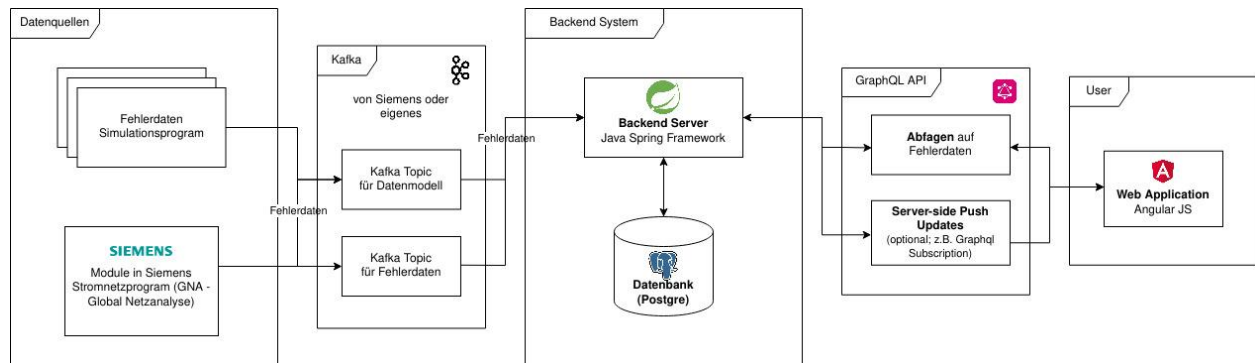 Datenquellen
Fehlerdaten
Simulationsprogram
SIEMENS
Module in Siemens
Stromnetzprogram (GNA -
Global Netzanalyse)
Fehlerdaten
Kafka
von Siemens oder
eigenes
Kafka Topic
für Datenmodell
Kafka Topic
für Fehlerdaten
Fehlerdaten
Backend System
Backend Server
Java Spring Framework
Datenbank
(Postgre)
GraphQL API
Abfagen auf
Fehlerdaten
Server-side Push
Updates
(optional; z.B. Graphql
Subscription)
User
Web Application
Angular JS